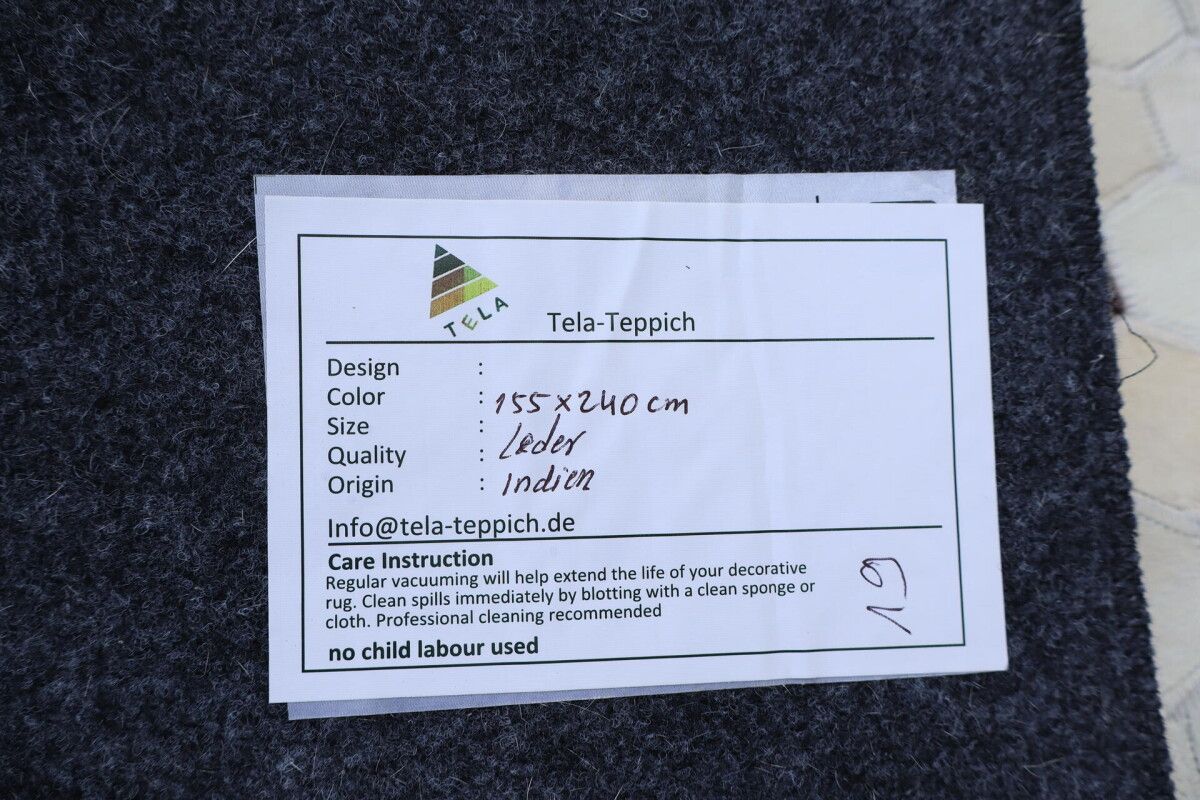 TELA
Tela-Teppich
Design :
Color : 155x240 cm
Size :
Quality : Leder
Origin : Indien
Info@tela-teppich.de
Care Instruction
Regular vacuuming will help extend the life of your decorative
rug. Clean spills immediately by blotting with a clean sponge or
cloth. Professional cleaning recommended
no child labour used
19